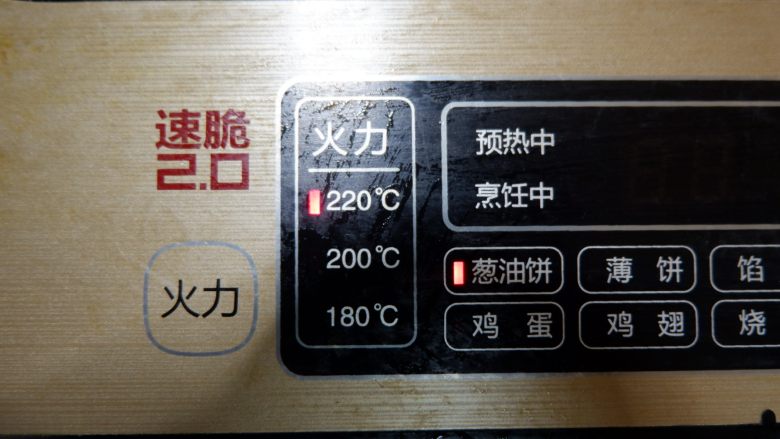 速脆
2.0
火力
火力
220℃
200℃
180℃
预热中
烹饪中
葱油饼 薄饼 馅
鸡蛋 鸡翅 烧